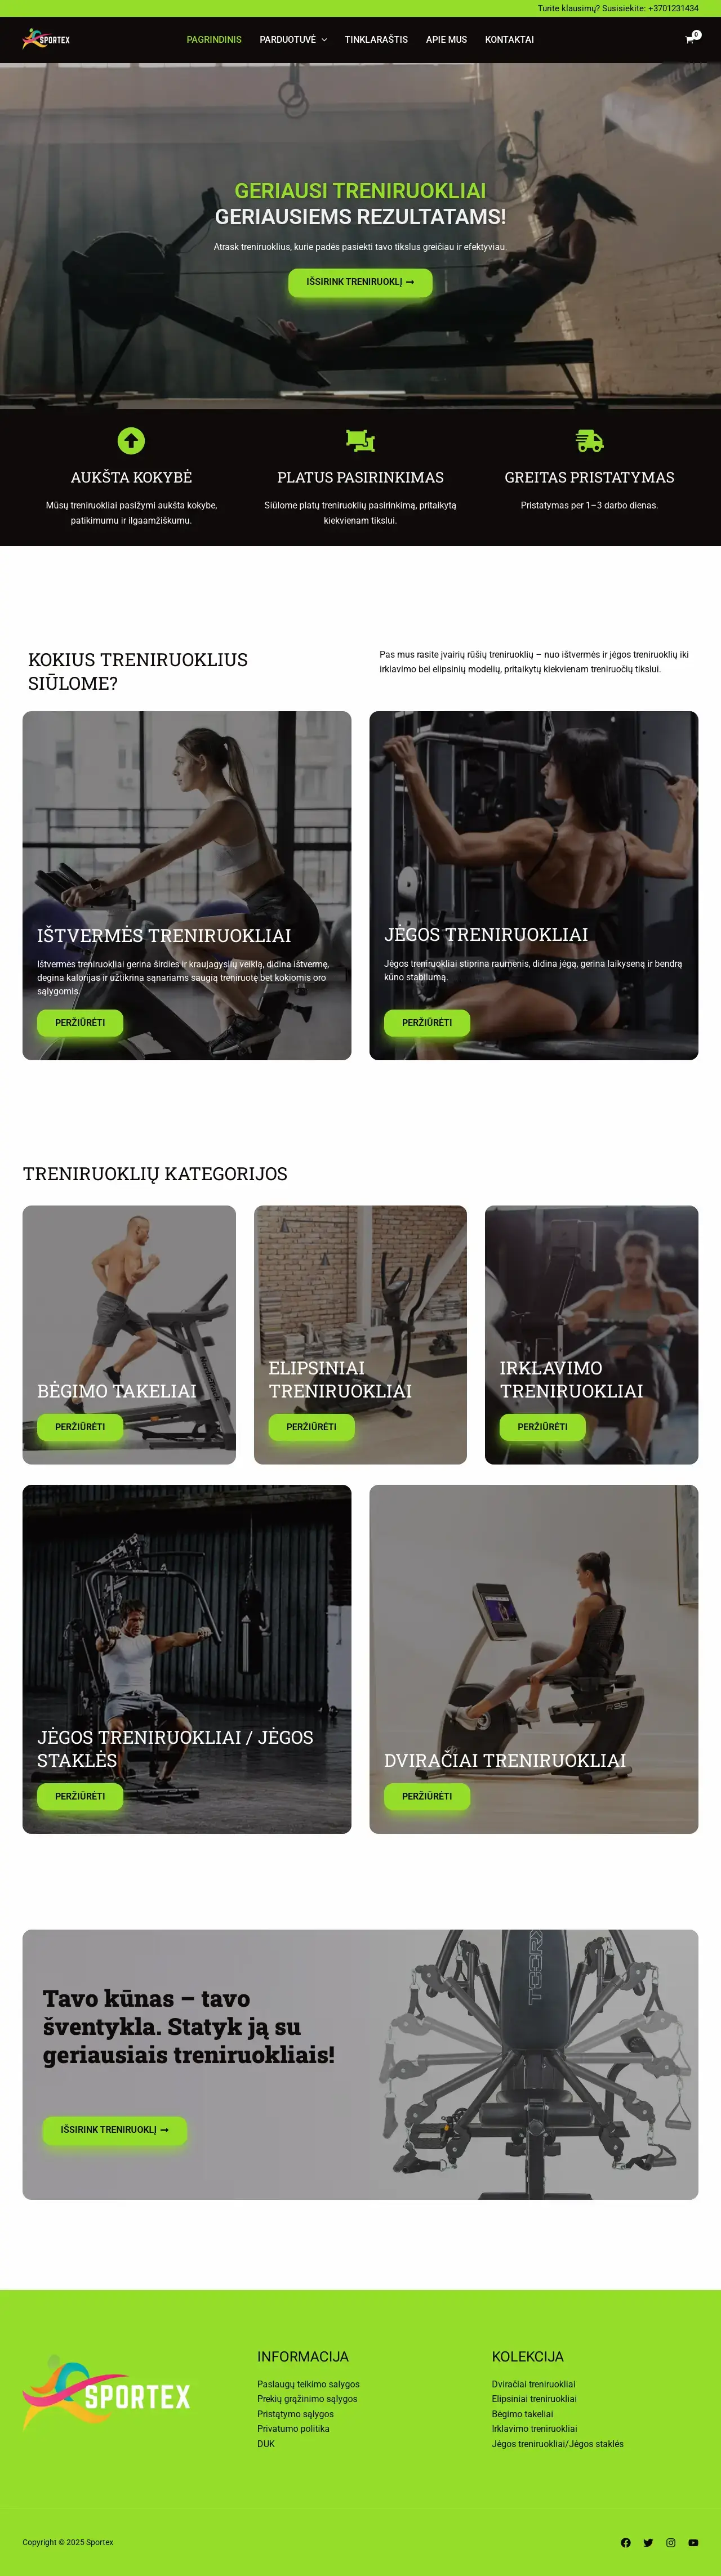 Turite klausimų? Susisiekite: +3701231434
SPORTEX
PAGRINDINIS
PARDUOTUVĖ
TINKLARAŠTIS
APIE MUS
KONTAKTAI
0
GERIAUSI TRENIRUOKLIAI
GERIAUSIEMS REZULTATAMS!
Atrask treniruoklius, kurie padės pasiekti tavo tikslus greičiau ir efektyviau.
IŠSIRINK TRENIRUOKLĮ
AUKŠTA KOKYBĖ
Mūsų treniruokliai pasižymi aukšta kokybe,
patikimumu ir ilgaamžiškumu.
PLATUS PASIRINKIMAS
Siūlome platų treniruoklių pasirinkimą, pritaikytą
kiekvienam tikslui.
GREITAS PRISTATYMAS
Pristatymas per 1–3 darbo dienas.
KOKIUS TRENIRUOKLIUS
SIŪLOME?
Pas mus rasite įvairių rūšių treniruoklių – nuo ištvermės ir jėgos treniruoklių iki
irklavimo bei elipsinių modelių, pritaikytų kiekvienam treniruočių tikslui.
IŠTVERMĖS TRENIRUOKLIAI
Ištvermės treniruokliai gerina širdies ir kraujagyslių veiklą, didina ištvermę,
degina kalorijas ir užtikrina sąnariams saugią treniruotę bet kokiomis oro
sąlygomis.
PERŽIŪRĖTI
JĖGOS TRENIRUOKLIAI
Jėgos treniruokliai stiprina raumenis, didina jėgą, gerina laikyseną ir bendrą
kūno stabilumą.
PERŽIŪRĖTI
TRENIRUOKLIŲ KATEGORIJOS
BĖGIMO TAKELIAI
PERŽIŪRĖTI
ELIPSINIAI
TRENIRUOKLIAI
PERŽIŪRĖTI
IRKLAVIMO
TRENIRUOKLIAI
PERŽIŪRĖTI
JĖGOS TRENIRUOKLIAI / JĖGOS
STAKLĖS
PERŽIŪRĖTI
DVIRAČIAI TRENIRUOKLIAI
PERŽIŪRĖTI
Tavo kūnas – tavo
šventykla. Statyk ją su
geriausiais treniruokliais!
IŠSIRINK TRENIRUOKLĮ
TOORX
SPORTEX
INFORMACIJA
Paslaugų teikimo salygos
Prekių grąžinimo sąlygos
Pristątymo sąlygos
Privatumo politika
DUK
KOLEKCIJA
Dviračiai treniruokliai
Elipsiniai treniruokliai
Bėgimo takeliai
Irklavimo treniruokliai
Jėgos treniruokliai/Jėgos staklės
Copyright © 2025 Sportex